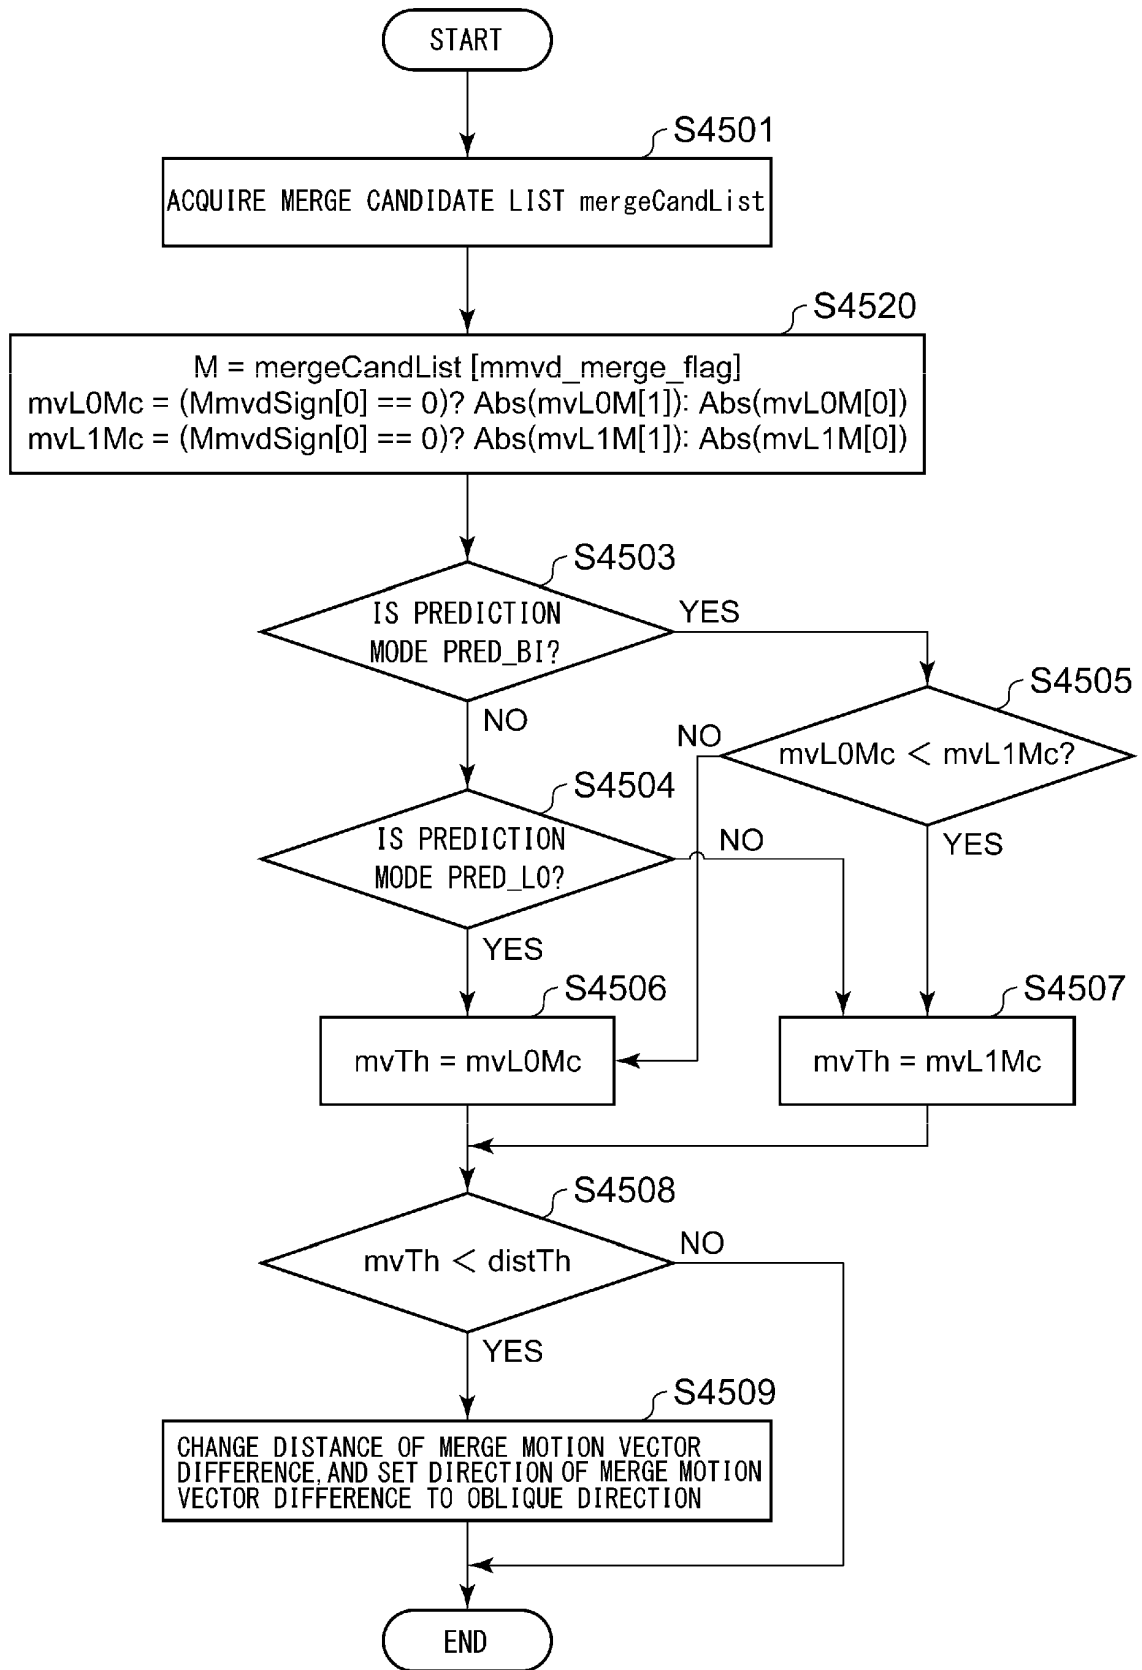 START
S4501
ACQUIRE MERGE CANDIDATE LIST mergeCandList
S4520
M = mergeCandList [mmvd_merge_flag]
mvL0Mc = (MmvdSign[0] == 0)? Abs(mvL0M[1]): Abs(mvL0M[0])
mvL1Mc = (MmvdSign[0] == 0)? Abs(mvL1M[1]): Abs(mvL1M[0])
S4503
IS PREDICTION
MODE PRED_BI?
YES
NO
S4505
mvL0Mc < mvL1Mc?
NO
YES
S4504
IS PREDICTION
MODE PRED_L0?
NO
YES
S4506
mvTh = mvL0Mc
S4507
mvTh = mvL1Mc
S4508
mvTh < distTh
NO
YES
S4509
CHANGE DISTANCE OF MERGE MOTION VECTOR
DIFFERENCE, AND SET DIRECTION OF MERGE MOTION
VECTOR DIFFERENCE TO OBLIQUE DIRECTION
END